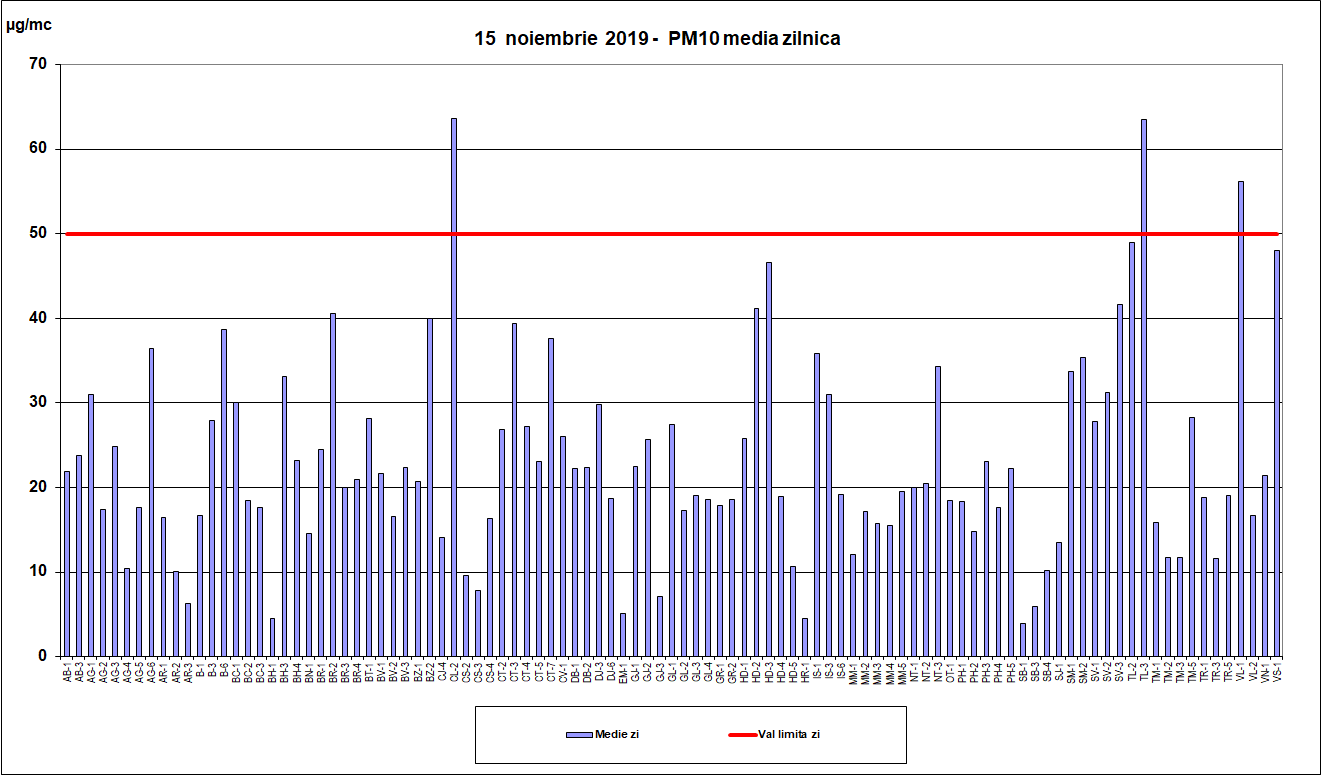 µg/mc
15 noiembrie 2019 - PM10 media zilnica
70
60
50
40
30
20
10
0
AB-1 AB-3 AG-1 AG-2 AG-3 AG-4 AG-5 AG-6 AR-1 AR-2 AR-3 B-1 B-3 B-6 BC-1 BC-2 BC-3 BH-1 BH-3 BH-4 BN-1 BR-1 BR-2 BR-3 BR-4 BT-1 BV-1 BV-2 BV-3 BZ-1 BZ-2 CJ-4 CL-2 CS-2 CS-3 CS-4 CT-2 CT-3 CT-4 CT-5 CT-7 CV-1 DB-1 DB-2 DJ-3 DJ-6 EM-1 GJ-1 GJ-2 GJ-3 GL-1 GL-2 GL-3 GL-4 GR-1 GR-2 HD-1 HD-2 HD-3 HD-4 HD-5 HR-1 IS-1 IS-3 IS-6 MM-1 MM-2 MM-3 MM-4 MM-5 NT-1 NT-2 NT-3 OT-1 PH-1 PH-2 PH-3 PH-4 PH-5 SB-1 SB-3 SB-4 SJ-1 SM-1 SM-2 SV-1 SV-2 SV-3 TL-2 TL-3 TM-1 TM-2 TM-3 TM-5 TR-1 TR-3 TR-5 VL-1 VL-2 VN-1 VS-1
Medie zi
Val limita zi